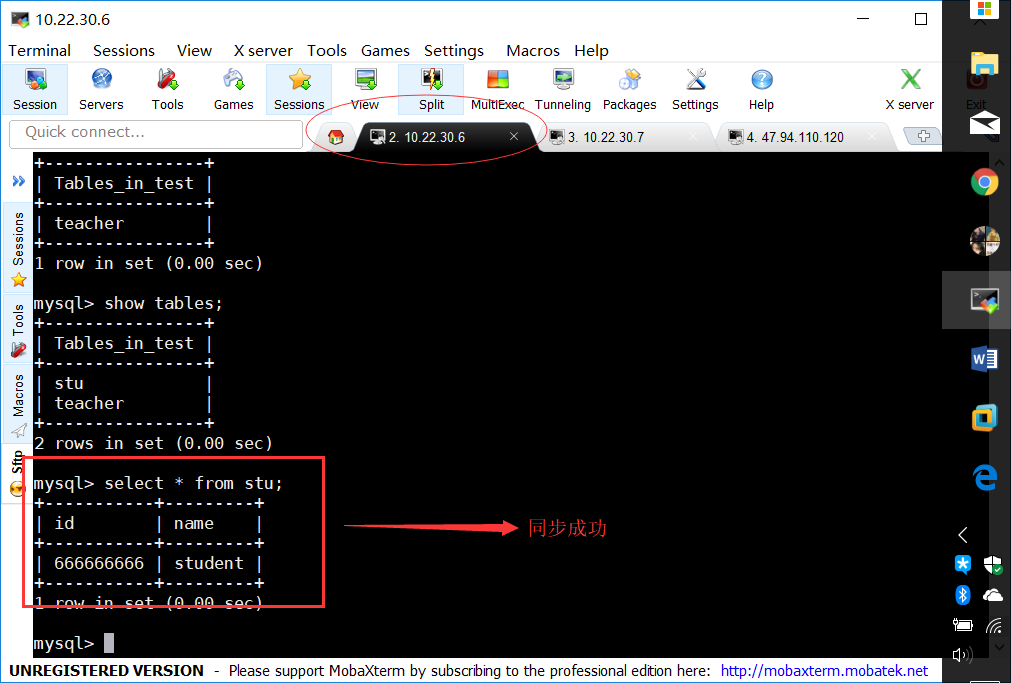 10.22.30.6
Terminal Sessions View X server Tools Games Settings Macros Help
Session Servers Tools Games Sessions View Split MultiExec Tunneling Packages Settings Help X server Exit
Quick connect...
2. 10.22.30.6
3. 10.22.30.7
4. 47.94.110.120
Sessions
Tools
Macros
Sftp
+----------------+
| Tables_in_test |
+----------------+
| teacher        |
+----------------+
1 row in set (0.00 sec)
mysql> show tables;
+----------------+
| Tables_in_test |
+----------------+
| stu            |
| teacher        |
+----------------+
2 rows in set (0.00 sec)
mysql> select * from stu;
+-----------+---------+
| id        | name    |
+-----------+---------+
| 666666666 | student |
+-----------+---------+
1 row in set (0.00 sec)
同步成功
mysql>
UNREGISTERED VERSION - Please support MobaXterm by subscribing to the professional edition here: http://mobaxterm.mobatek.net